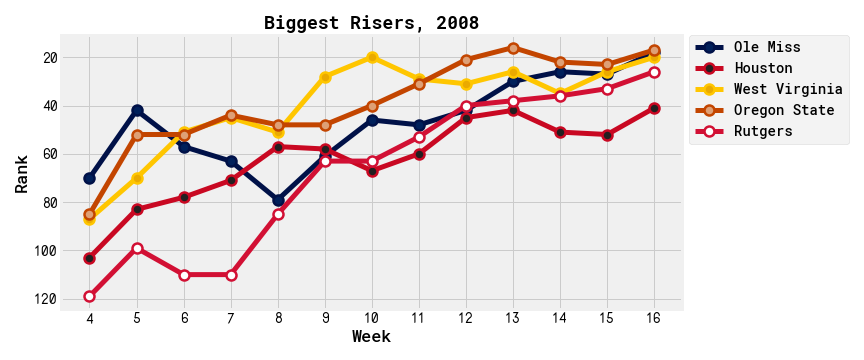 Biggest Risers, 2008
Ole Miss
Houston
West Virginia
Oregon State
Rutgers
Rank
20
40
60
80
100
120
4 5 6 7 8 9 10 11 12 13 14 15 16
Week